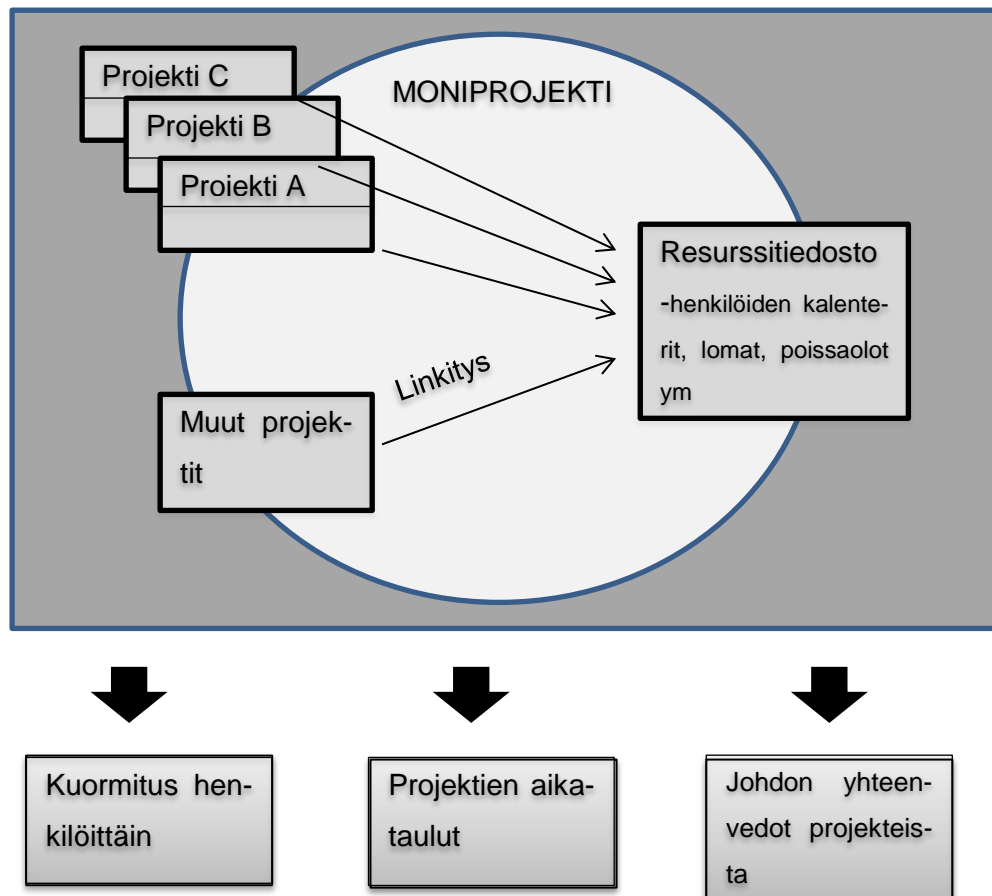 Projekti C
MONIPROJEKTI
Projekti B
Projekti A
Resurssitiedosto
-henkilöiden kalente-
rit, lomat, poissaolot
ym
Linkitys
Muut projek-
tit
Kuormitus hen-
kilöittäin
Projektien aika-
taulut
Johdon yhteen-
vedot projekteis-
ta